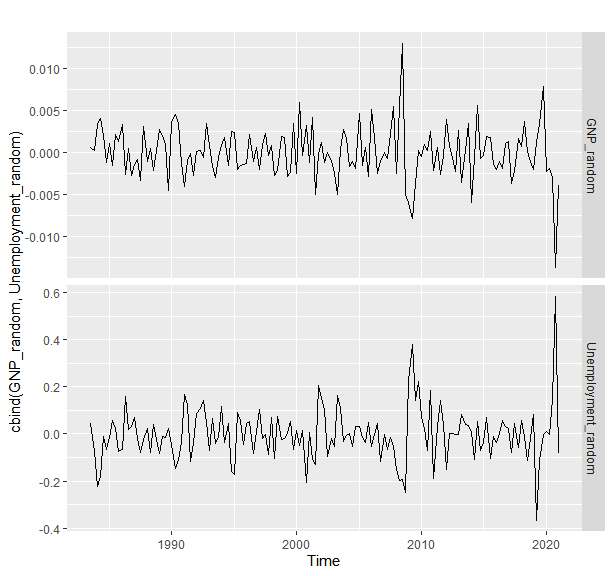 0.010
0.005
0.000
-0.005
-0.010
GNP_random
0.6
0.4
0.2
0.0
-0.2
-0.4
Unemployment_random
cbind(GNP_random, Unemployment_random)
1990 2000 2010 2020
Time